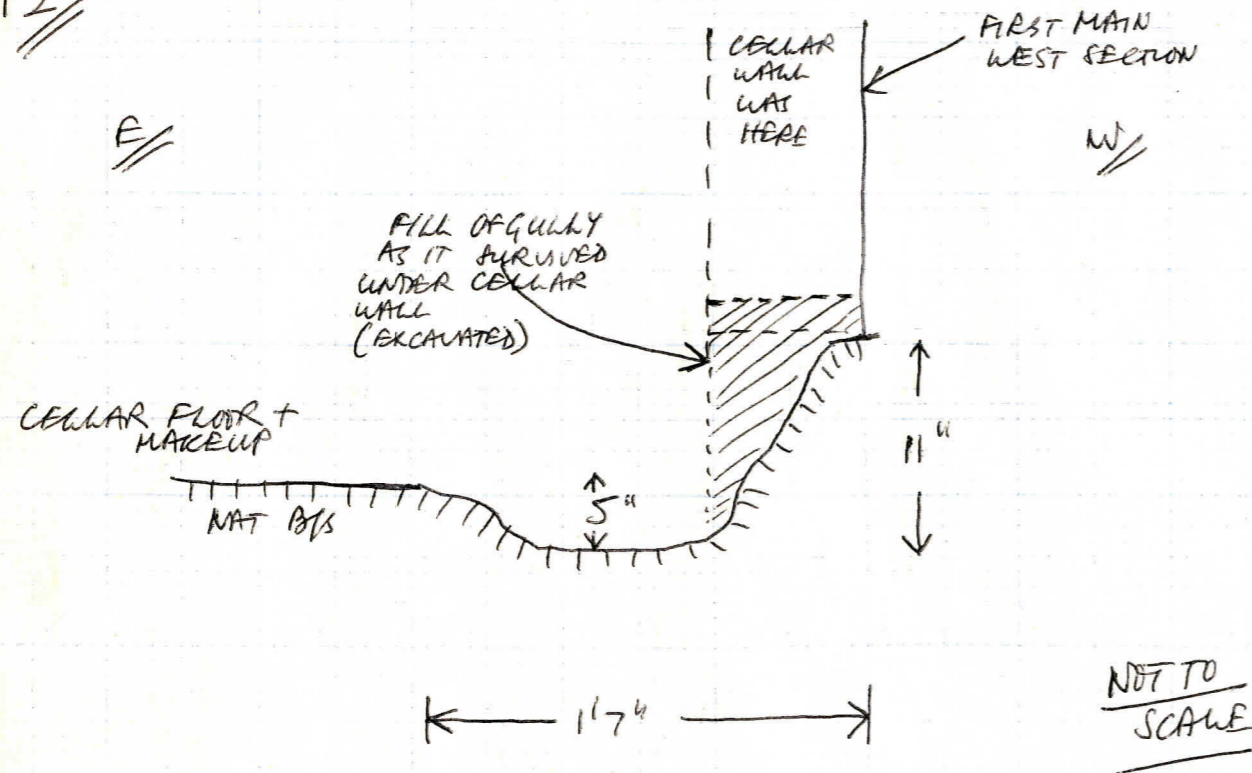 FIRST MAIN
WEST SECTION
CELLAR
WALL
WAS
HERE
E
W
FILL OF GULLY
AS IT SURVIVED
UNDER CELLAR
WALL
(EXCAVATED)
CELLAR FLOOR +
MAKEUP
NAT B/S
5"
11"
1'7"
NOT TO
SCALE